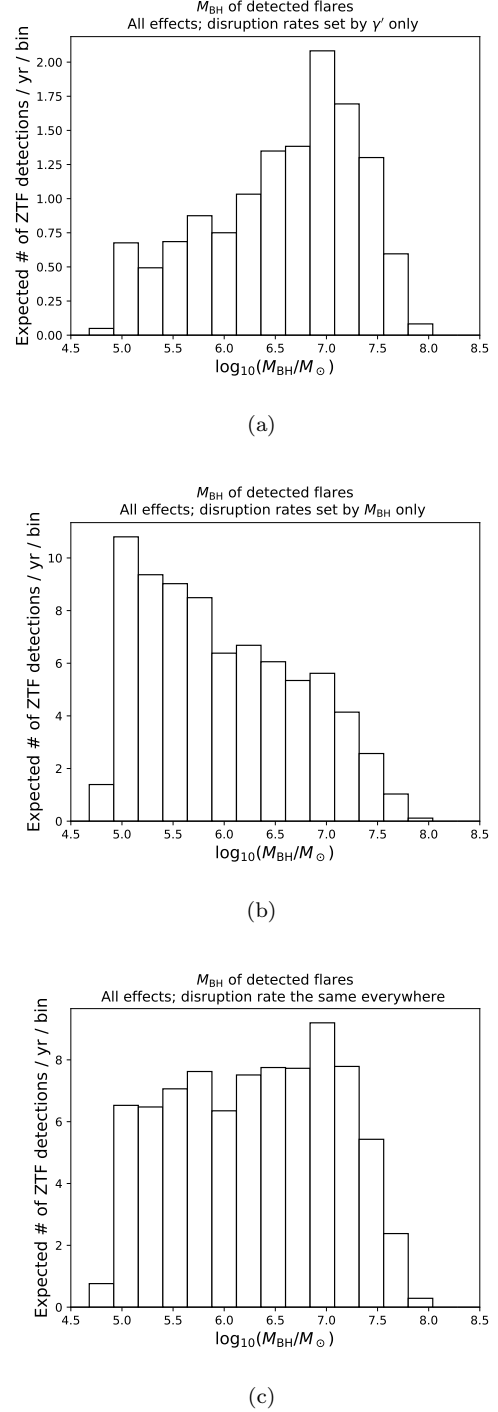 M_BH of detected flares
All effects; disruption rates set by γ′ only
Expected # of ZTF detections / yr / bin
2.00
1.75
1.50
1.25
1.00
0.75
0.50
0.25
0.00
4.5 5.0 5.5 6.0 6.5 7.0 7.5 8.0 8.5
log₁₀(M_BH/M_⊙)
(a)
M_BH of detected flares
All effects; disruption rates set by M_BH only
Expected # of ZTF detections / yr / bin
10
8
6
4
2
0
4.5 5.0 5.5 6.0 6.5 7.0 7.5 8.0 8.5
log₁₀(M_BH/M_⊙)
(b)
M_BH of detected flares
All effects; disruption rate the same everywhere
Expected # of ZTF detections / yr / bin
8
6
4
2
0
4.5 5.0 5.5 6.0 6.5 7.0 7.5 8.0 8.5
log₁₀(M_BH/M_⊙)
(c)